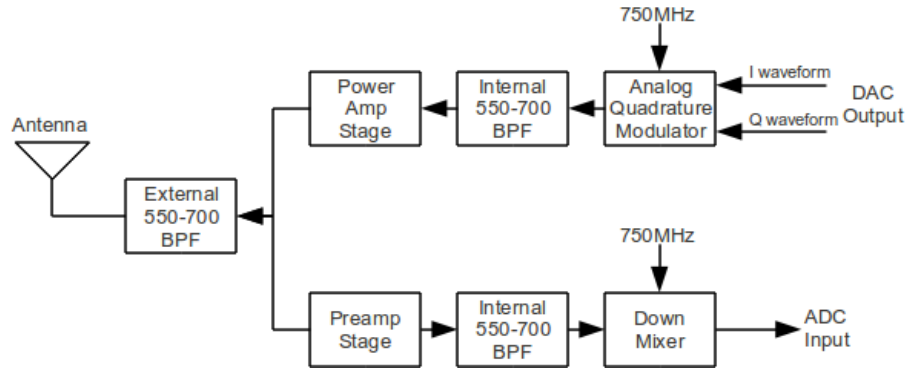 750MHz
Power
Amp
Stage
Internal
550-700
BPF
Analog
Quadrature
Modulator
I waveform
Q waveform
DAC
Output
Antenna
External
550-700
BPF
750MHz
Preamp
Stage
Internal
550-700
BPF
Down
Mixer
ADC
Input